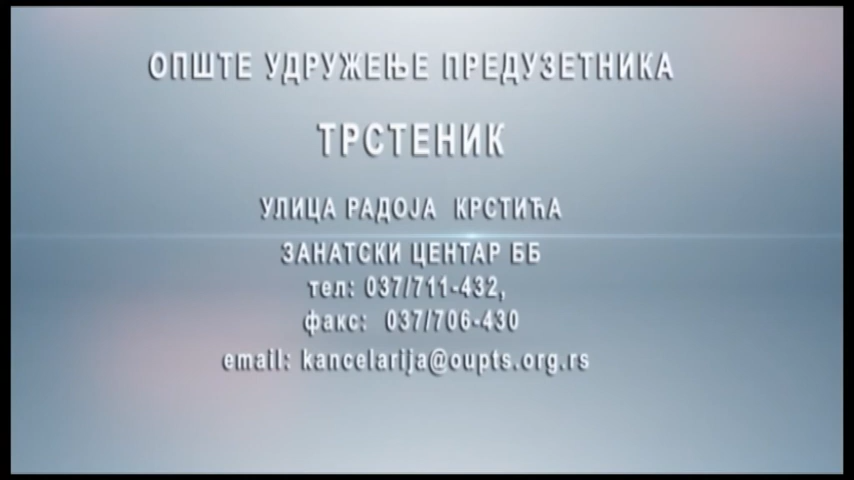 ОПШТЕ УДРУЖЕЊЕ ПРЕДУЗЕТНИКА
ТРСТЕНИК
УЛИЦА РАДОЈА КРСТИЋА
ЗАНАТСКИ ЦЕНТАР ББ
тел: 037/711-432,
факс: 037/706-430
email: kancelarija@oupts.org.rs